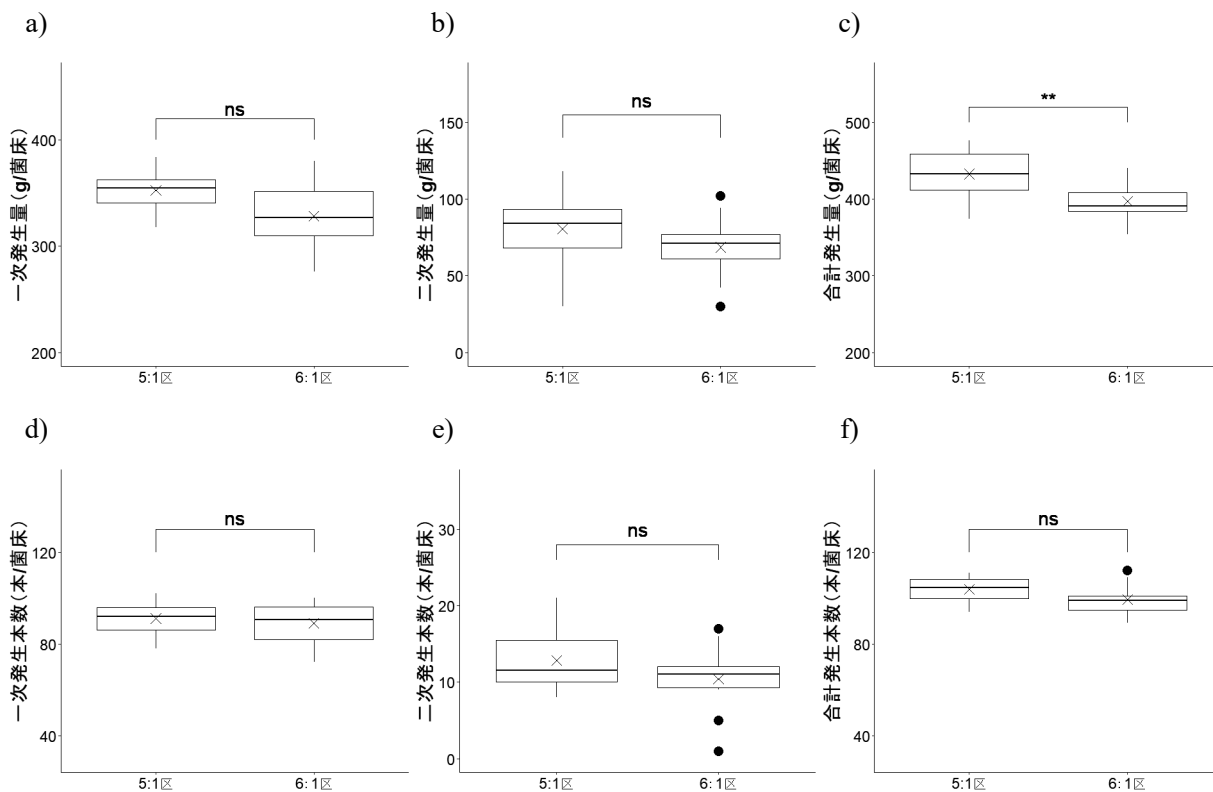 a)
ns
一次発生量(g/菌床)
400
300
200
5:1区
6:1区
b)
ns
二次発生量(g/菌床)
150
100
50
0
5:1区
6:1区
c)
**
合計発生量(g/菌床)
500
400
300
200
5:1区
6:1区
d)
ns
一次発生本数(本/菌床)
120
80
40
5:1区
6:1区
e)
ns
二次発生本数(本/菌床)
30
20
10
0
5:1区
6:1区
f)
ns
合計発生本数(本/菌床)
120
80
40
5:1区
6:1区